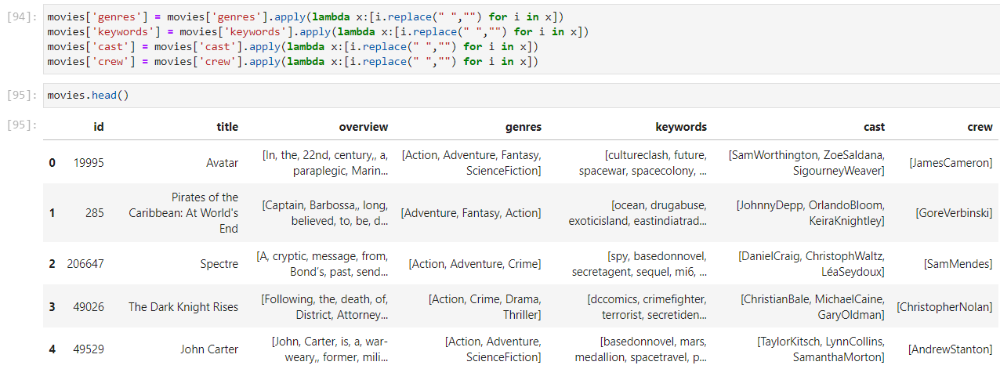 [94]: movies['genres'] = movies['genres'].apply(lambda x:[i.replace(" ","") for i in x])
movies['keywords'] = movies['keywords'].apply(lambda x:[i.replace(" ","") for i in x])
movies['cast'] = movies['cast'].apply(lambda x:[i.replace(" ","") for i in x])
movies['crew'] = movies['crew'].apply(lambda x:[i.replace(" ","") for i in x])
[95]: movies.head()
[95]: id title overview genres keywords cast crew
[In, the, 22nd, century,, a, [Action, Adventure, Fantasy, [cultureclash, future, [SamWorthington, ZoeSaldana,
0 19995 Avatar [JamesCameron]
paraplegic, Marin... ScienceFiction] spacewar, spacecolony, ... SigourneyWeaver]
Pirates of the
[Captain, Barbossa,, long, [ocean, drugabuse, [JohnnyDepp, OrlandoBloom,
1 285 Caribbean: At World's [Adventure, Fantasy, Action] [GoreVerbinski]
believed, to, be, d... exoticisland, eastindiatrad... KeiraKnightley]
End
[A, cryptic, message, from, [spy, basedonnovel, [DanielCraig, ChristophWaltz,
2 206647 Spectre [Action, Adventure, Crime] [SamMendes]
Bond's, past, send... secretagent, sequel, mi6, ... LéaSeydoux]
[Following, the, death, of, [Action, Crime, Drama, [dccomics, crimefighter, [ChristianBale, MichaelCaine,
3 49026 The Dark Knight Rises [ChristopherNolan]
District, Attorney... Thriller] terrorist, secretiden... GaryOldman]
[John, Carter, is, a, war- [Action, Adventure, [basedonnovel, mars, [TaylorKitsch, LynnCollins,
4 49529 John Carter [AndrewStanton]
weary,, former, mili... ScienceFiction] medallion, spacetravel, p... SamanthaMorton]